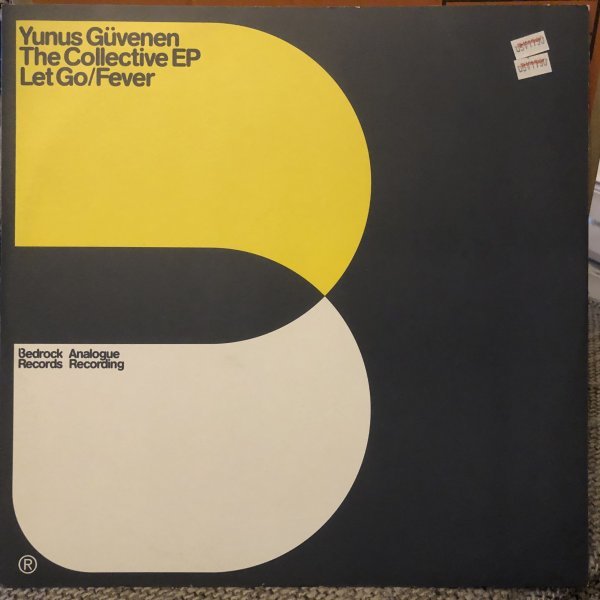 Yunus Güvenen
The Collective EP
Let Go/Fever
Bedrock Analogue
Records Recording
®